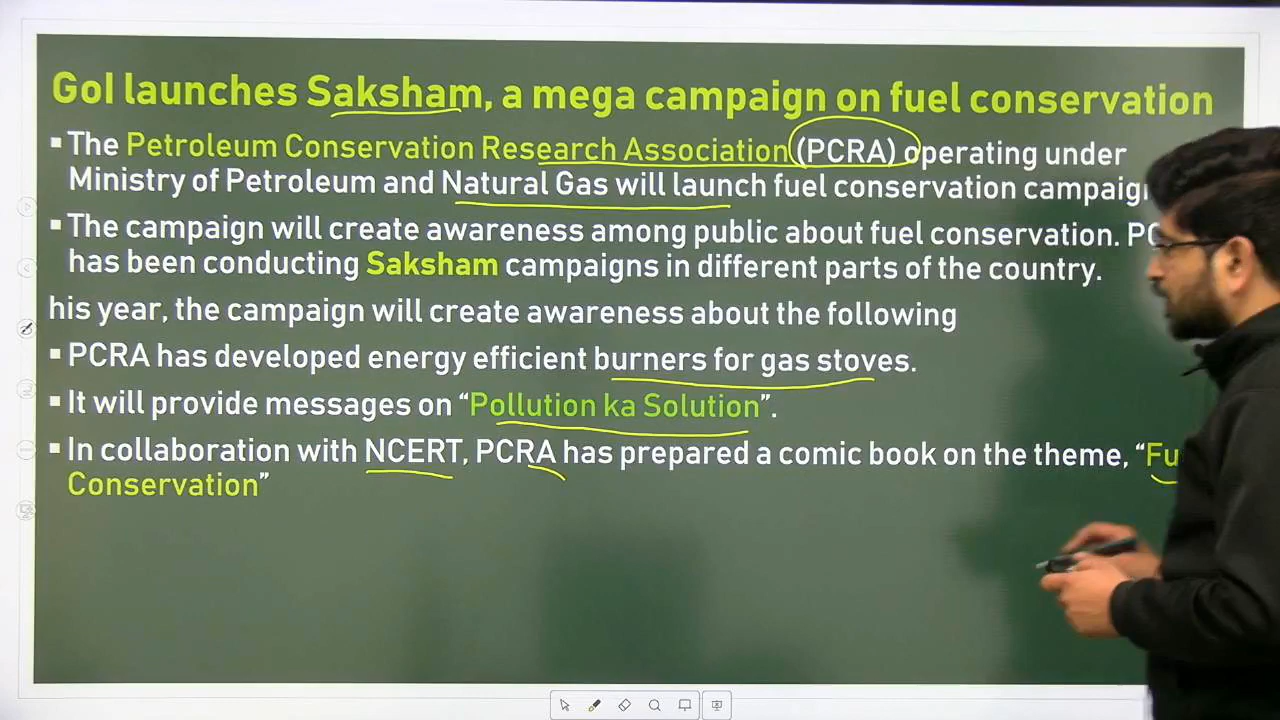 GoI launches Saksham, a mega campaign on fuel conservation
▪ The Petroleum Conservation Research Association (PCRA) operating under
Ministry of Petroleum and Natural Gas will launch fuel conservation
▪ The campaign will create awareness among public about fuel conservation.
has been conducting Saksham campaigns in different parts of the country.
his year, the campaign will create awareness about the following
▪ PCRA has developed energy efficient burners for gas stoves.
▪ It will provide messages on “Pollution ka Solution”.
▪ In collaboration with NCERT, PCRA has prepared a comic book on the theme, “
Conservation”